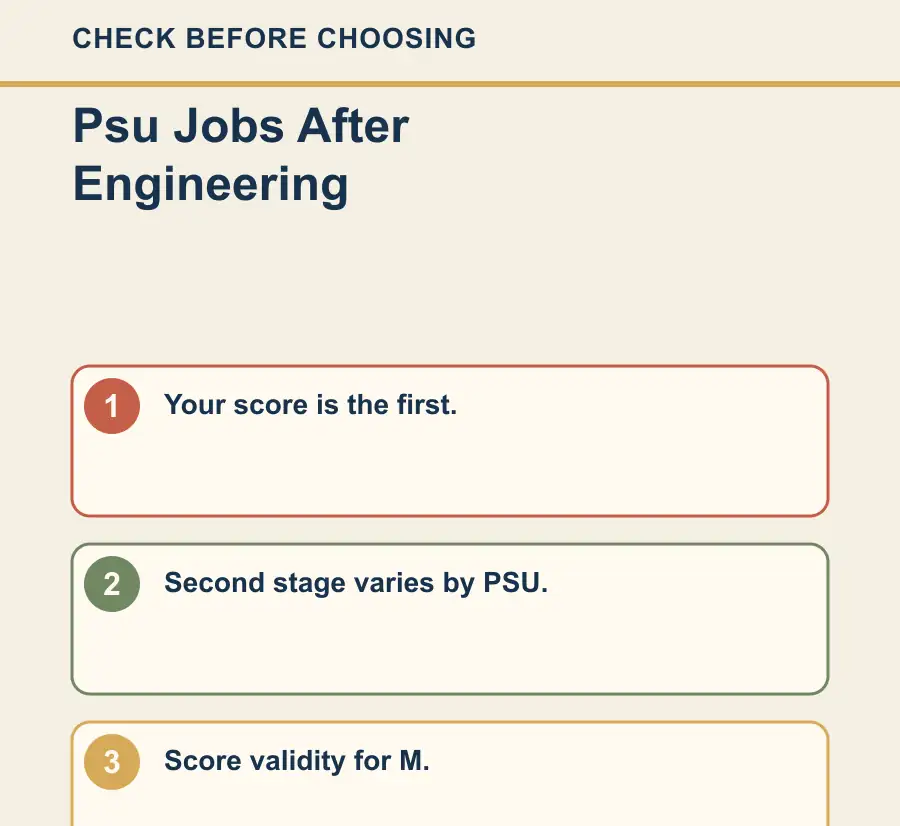 CHECK BEFORE CHOOSING
Psu Jobs After
Engineering
1
Your score is the first.
2
Second stage varies by PSU.
3
Score validity for M.